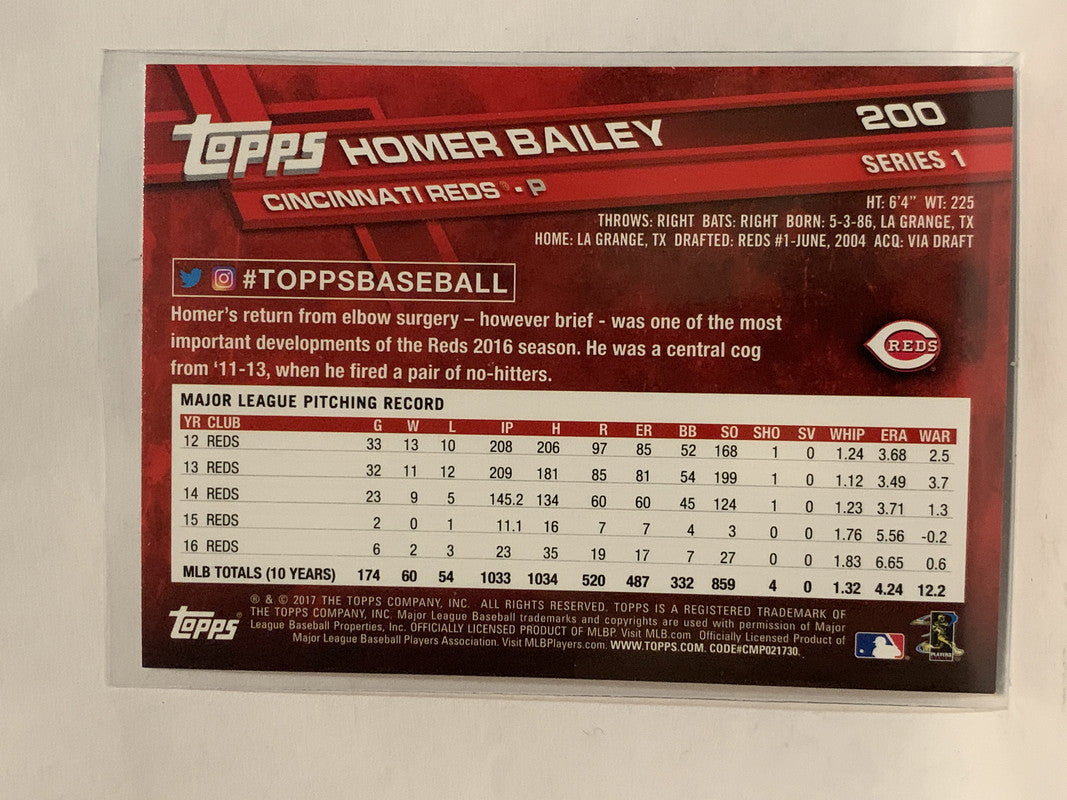 TOPPS HOMER BAILEY 200
CINCINNATI REDS® - P SERIES 1
HT: 6'4" WT: 225
THROWS: RIGHT BATS: RIGHT BORN: 5-3-86, LA GRANGE, TX
HOME: LA GRANGE, TX DRAFTED: REDS #1-JUNE, 2004 ACQ: VIA DRAFT
#TOPPSBASEBALL
Homer's return from elbow surgery – however brief - was one of the most
important developments of the Reds 2016 season. He was a central cog
from '11-13, when he fired a pair of no-hitters.
REDS
MAJOR LEAGUE PITCHING RECORD
YR CLUB G W L IP H R ER BB SO SHO SV WHIP ERA WAR
12 REDS 33 13 10 208 206 97 85 52 168 1 0 1.24 3.68 2.5
13 REDS 32 11 12 209 181 85 81 54 199 1 0 1.12 3.49 3.7
14 REDS 23 9 5 145.2 134 60 60 45 124 1 0 1.23 3.71 1.3
15 REDS 2 0 1 11.1 16 7 7 4 3 0 0 1.76 5.56 -0.2
16 REDS 6 2 3 23 35 19 17 7 27 0 0 1.83 6.65 0.6
MLB TOTALS (10 YEARS) 174 60 54 1033 1034 520 487 332 859 4 0 1.32 4.24 12.2
TOPPS®
® & © 2017 THE TOPPS COMPANY, INC. ALL RIGHTS RESERVED. TOPPS IS A REGISTERED TRADEMARK OF
THE TOPPS COMPANY, INC. Major League Baseball trademarks and copyrights are used with permission of Major
League Baseball Properties, Inc. OFFICIALLY LICENSED PRODUCT OF MLBP. Visit MLB.com Officially Licensed Product of
Major League Baseball Players Association. Visit MLBPlayers.com. WWW.TOPPS.COM. CODE#CMP021730.
PLAYERS